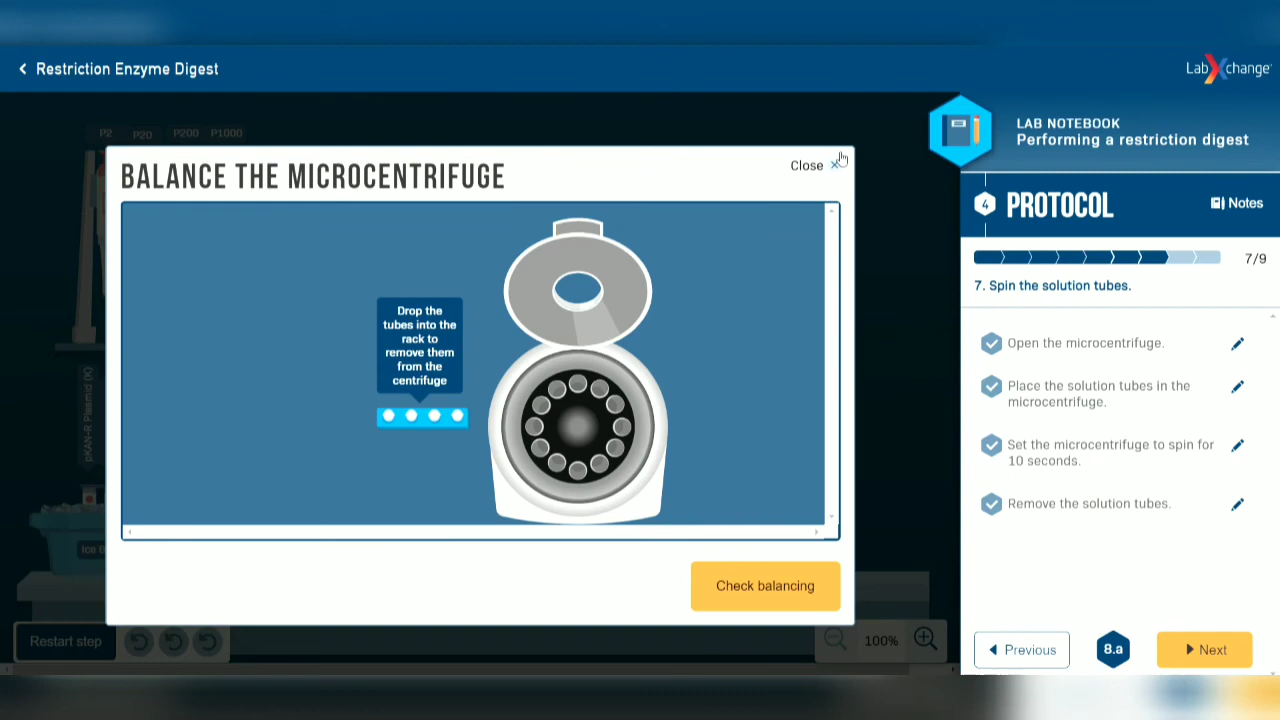 Restriction Enzyme Digest
LabXchange
P2 P20 P200 P1000
LAB NOTEBOOK
Performing a restriction digest
BALANCE THE MICROCENTRIFUGE
Close
4 PROTOCOL
Notes
7/9
7. Spin the solution tubes.
Drop the
tubes into the
rack to
remove them
from the
centrifuge
Open the microcentrifuge.
Place the solution tubes in the
microcentrifuge.
Set the microcentrifuge to spin for
10 seconds.
Remove the solution tubes.
pKAN-R Plasmid (K)
Ice B
Check balancing
Restart step
100%
Previous
8.a
Next